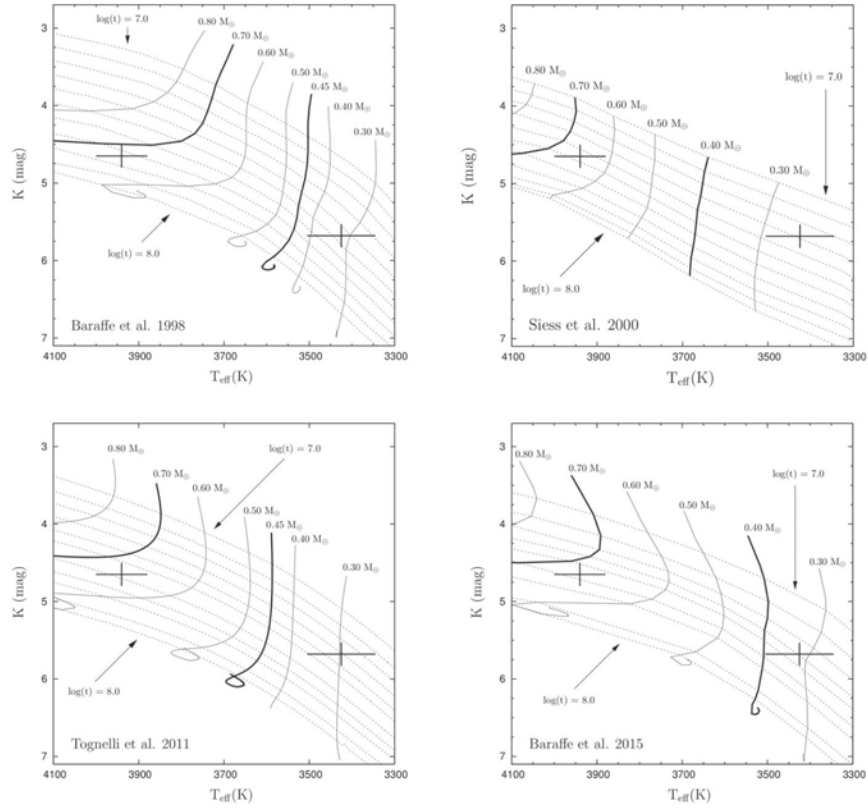 3
4
5
6
7
4100
3900
3700
3500
3300
K (mag)
T_eff(K)
log(t) = 7.0
0.80 M⊙
0.70 M⊙
0.60 M⊙
0.50 M⊙
0.45 M⊙
0.40 M⊙
0.30 M⊙
log(t) = 8.0
Baraffe et al. 1998
3
4
5
6
7
4100
3900
3700
3500
3300
K (mag)
T_eff(K)
0.80 M⊙
0.70 M⊙
0.60 M⊙
0.50 M⊙
0.40 M⊙
0.30 M⊙
log(t) = 7.0
log(t) = 8.0
Siess et al. 2000
3
4
5
6
7
4100
3900
3700
3500
3300
K (mag)
T_eff(K)
0.80 M⊙
0.70 M⊙
0.60 M⊙
0.50 M⊙
0.45 M⊙
0.40 M⊙
0.30 M⊙
log(t) = 7.0
log(t) = 8.0
Tognelli et al. 2011
3
4
5
6
7
4100
3900
3700
3500
3300
K (mag)
T_eff(K)
0.80 M⊙
0.70 M⊙
0.60 M⊙
0.50 M⊙
0.40 M⊙
0.30 M⊙
log(t) = 7.0
log(t) = 8.0
Baraffe et al. 2015